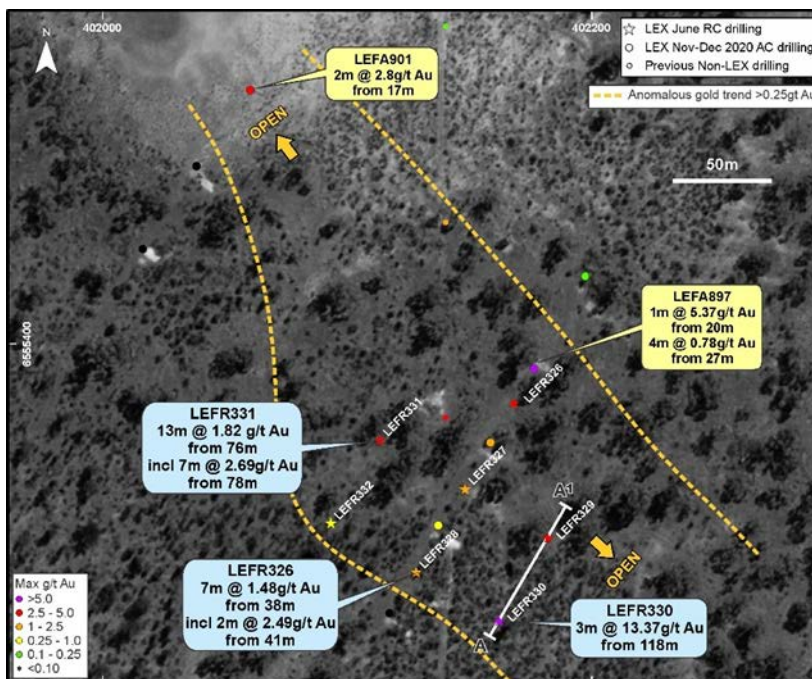 N
402000
402200
6555400
LEX June RC drilling
LEX Nov-Dec 2020 AC drilling
Previous Non-LEX drilling
Anomalous gold trend >0.25gt Au
50m
LEFA901
2m @ 2.8g/t Au
from 17m
OPEN
LEFA897
1m @ 5.37g/t Au
from 20m
4m @ 0.78g/t Au
from 27m
LEFR326
LEFR331
LEFR331
13m @ 1.82 g/t Au
from 76m
incl 7m @ 2.69g/t Au
from 78m
LEFR327
LEFR332
LEFR328
A1
LEFR329
OPEN
LEFR330
A
LEFR326
7m @ 1.48g/t Au
from 38m
incl 2m @ 2.49g/t Au
from 41m
LEFR330
3m @ 13.37g/t Au
from 118m
Max g/t Au
>5.0
2.5 - 5.0
1 - 2.5
0.25 - 1.0
0.1 - 0.25
<0.10